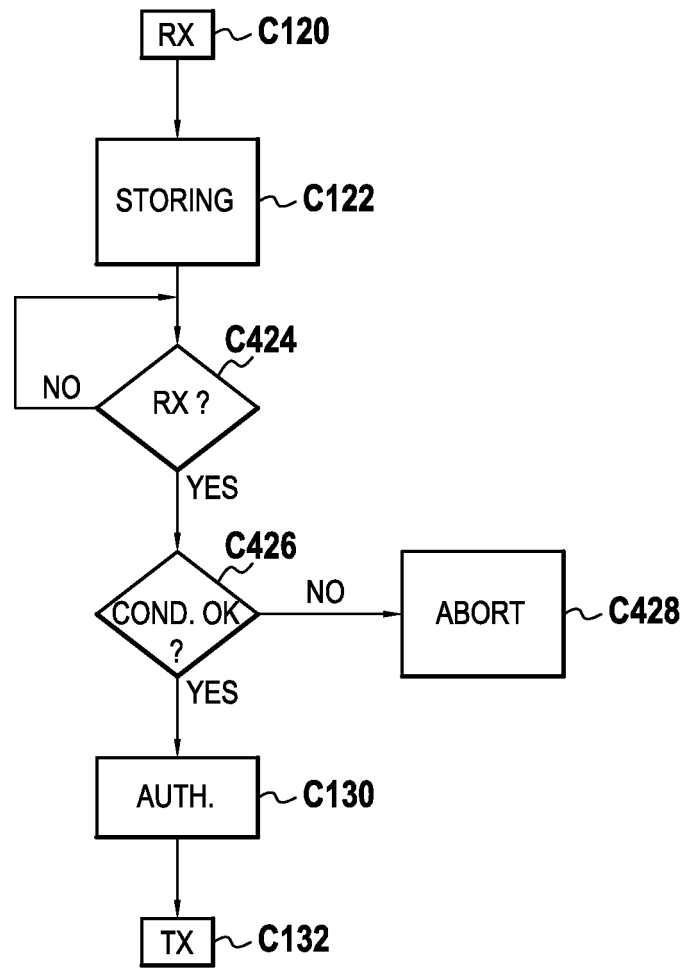 RX
C120
STORING
C122
C424
RX ?
NO
YES
C426
COND. OK
?
NO
ABORT
C428
YES
AUTH.
C130
TX
C132